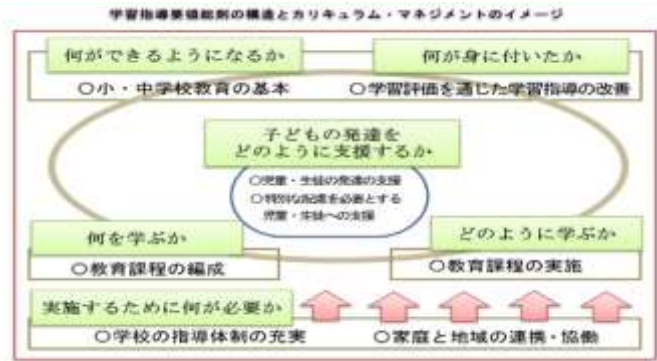 学習指導要領総則の構造とカリキュラム・マネジメントのイメージ
何ができるようになるか
何が身に付いたか
○小・中学校教育の基本
○学習評価を通じた学習指導の改善
子どもの発達を
どのように支援するか
○児童・生徒の発達の支援
○特別な配慮を必要とする
児童・生徒への支援
何を学ぶか
どのように学ぶか
○教育課程の編成
○教育課程の実施
実施するために何が必要か
○学校の指導体制の充実
○家庭と地域の連携・協働